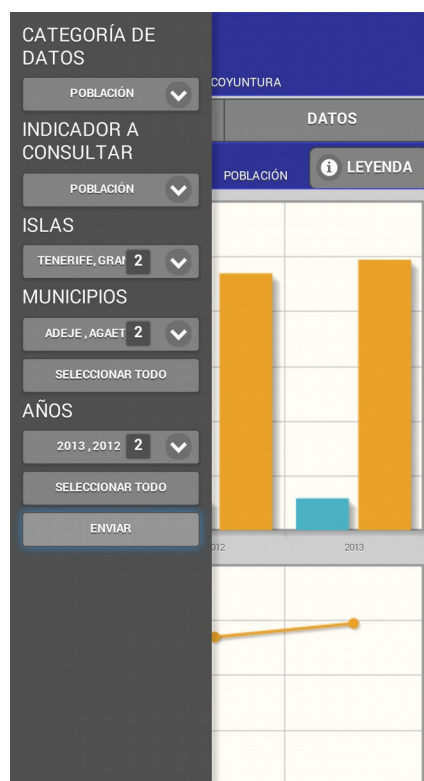 CATEGORÍA DE
DATOS
POBLACIÓN
INDICADOR A
CONSULTAR
POBLACIÓN
ISLAS
TENERIFE, GRAN 2
MUNICIPIOS
ADEJE , AGAET 2
SELECCIONAR TODO
AÑOS
2013 , 2012 2
SELECCIONAR TODO
ENVIAR
COYUNTURA
DATOS
POBLACIÓN
i LEYENDA
012
2013